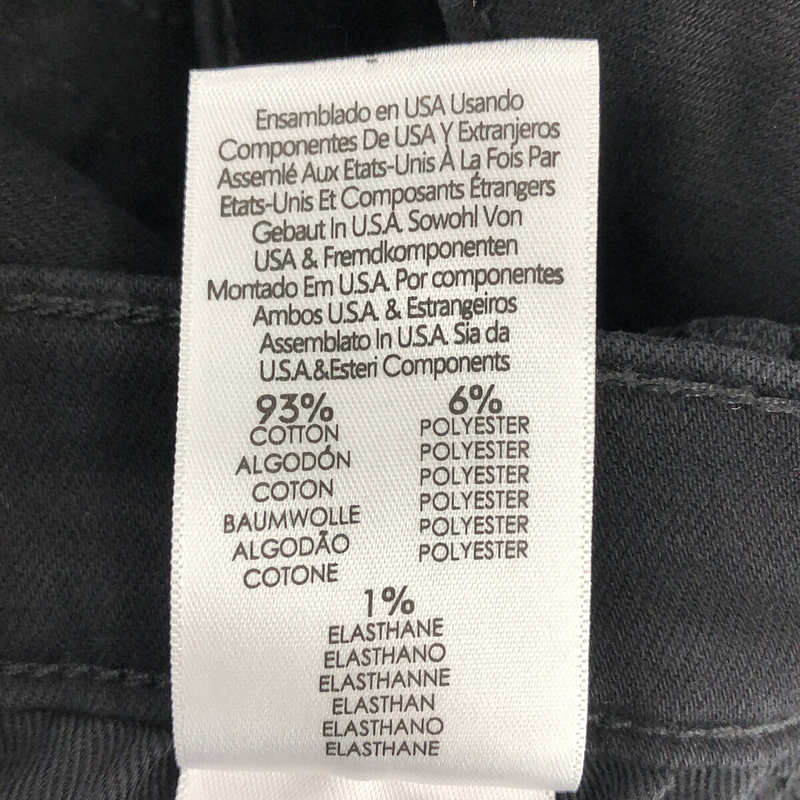 Ensamblado en USA Usando
Componentes De USA Y Extranjeros
Assemlé Aux Etats-Unis À La Fois Par
Etats-Unis Et Composants Étrangers
Gebaut In U.S.A. Sowohl Von
USA & Fremdkomponenten
Montado Em U.S.A. Por componentes
Ambos U.S.A. & Estrangeiros
Assemblato In U.S.A. Sia da
U.S.A.&Esteri Components
93%
COTTON
ALGODÓN
COTON
BAUMWOLLE
ALGODÃO
COTONE
6%
POLYESTER
POLYESTER
POLYESTER
POLYESTER
POLYESTER
POLYESTER
1%
ELASTHANE
ELASTHANO
ELASTHANNE
ELASTHAN
ELASTHANO
ELASTHANE